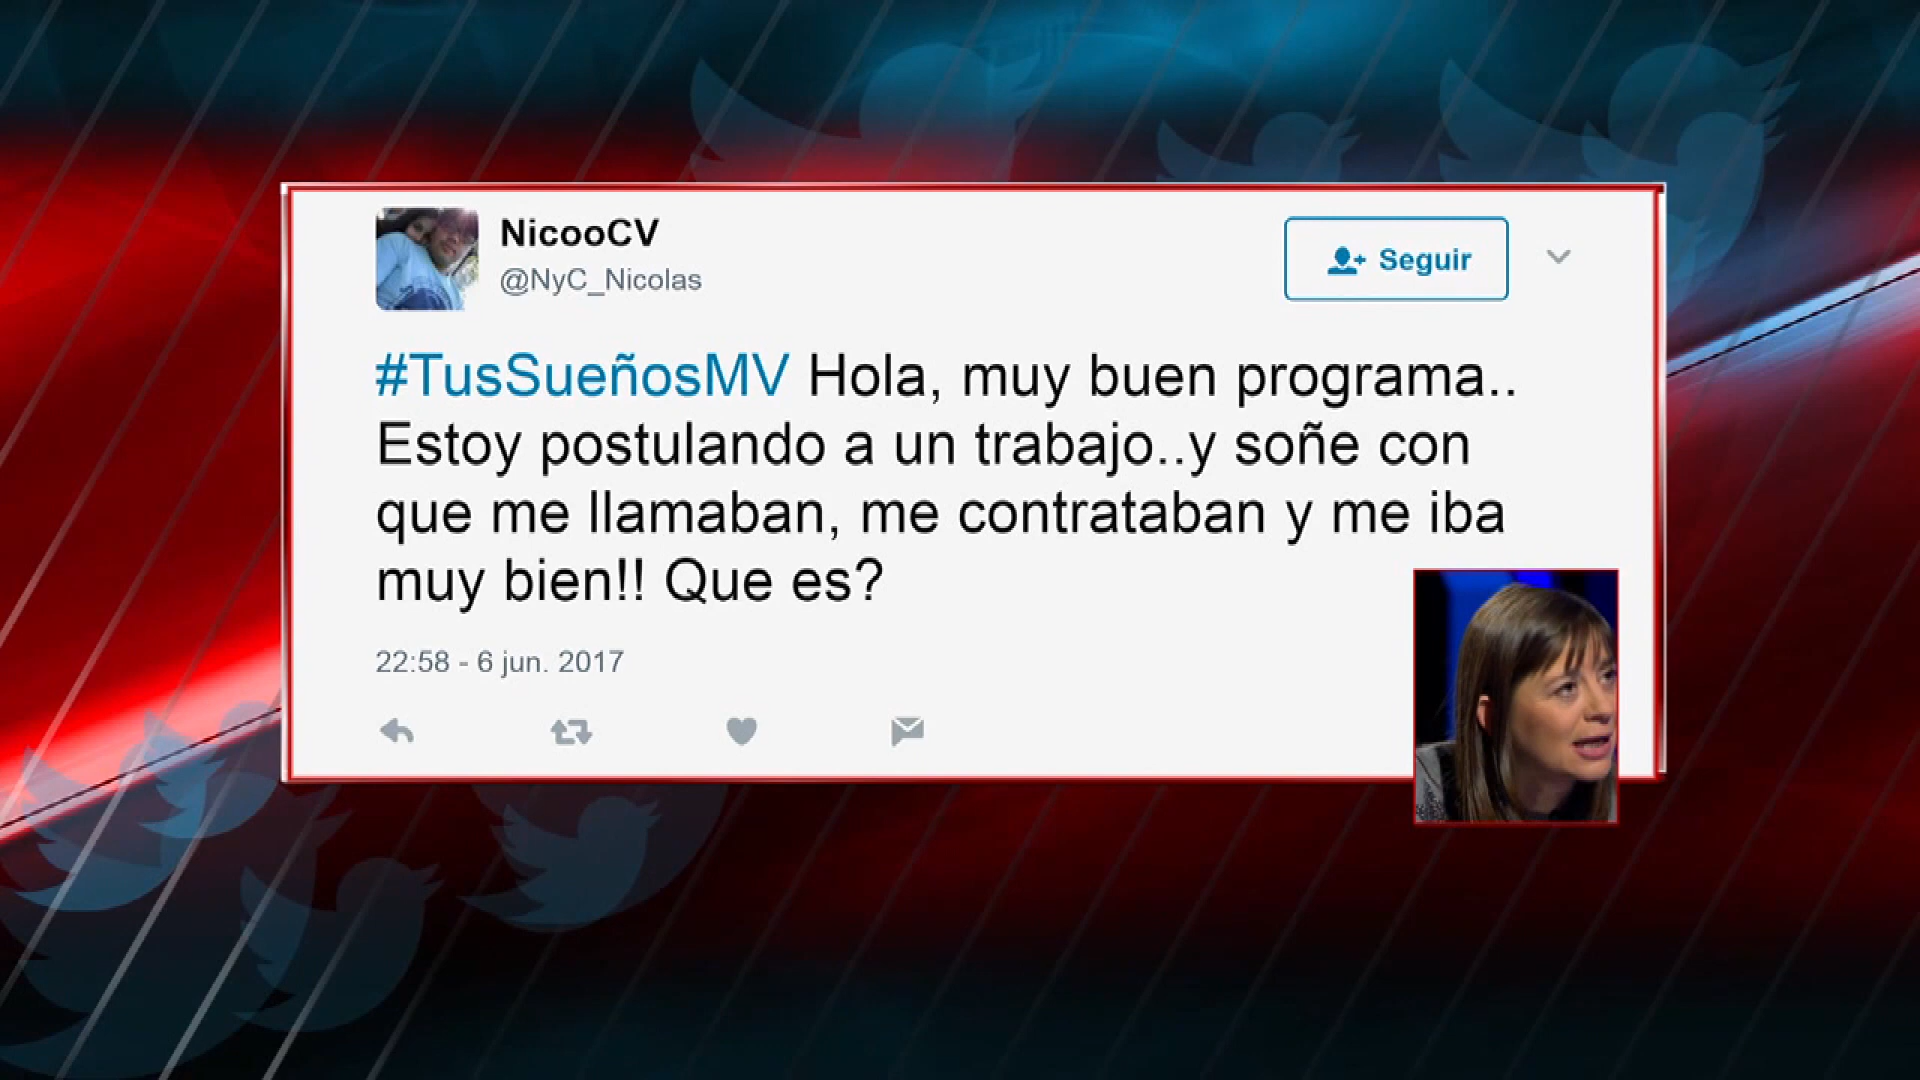 NicooCV
@NyC_Nicolas
Seguir
#TusSueñosMV Hola, muy buen programa..
Estoy postulando a un trabajo..y soñe con
que me llamaban, me contrataban y me iba
muy bien!! Que es?
22:58 - 6 jun. 2017